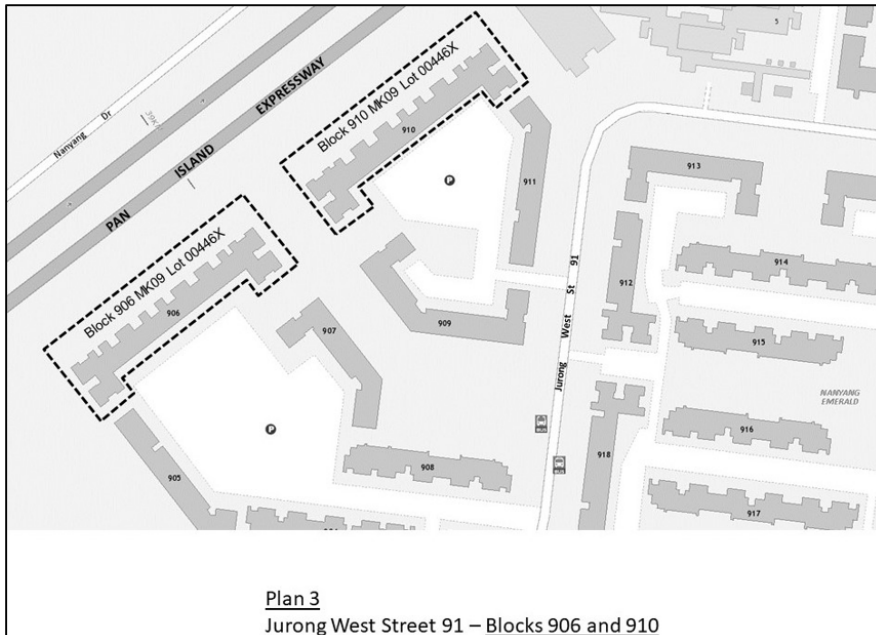 5
Nanyang Dr
39K
PAN ISLAND EXPRESSWAY
Block 910 MK09 Lot 00446X
910
911
913
914
912
915
Block 906 MK09 Lot 00446X
906
907
909
Jurong West St 91
NANYANG
EMERALD
916
918
908
905
917
P
P
Plan 3
Jurong West Street 91 – Blocks 906 and 910